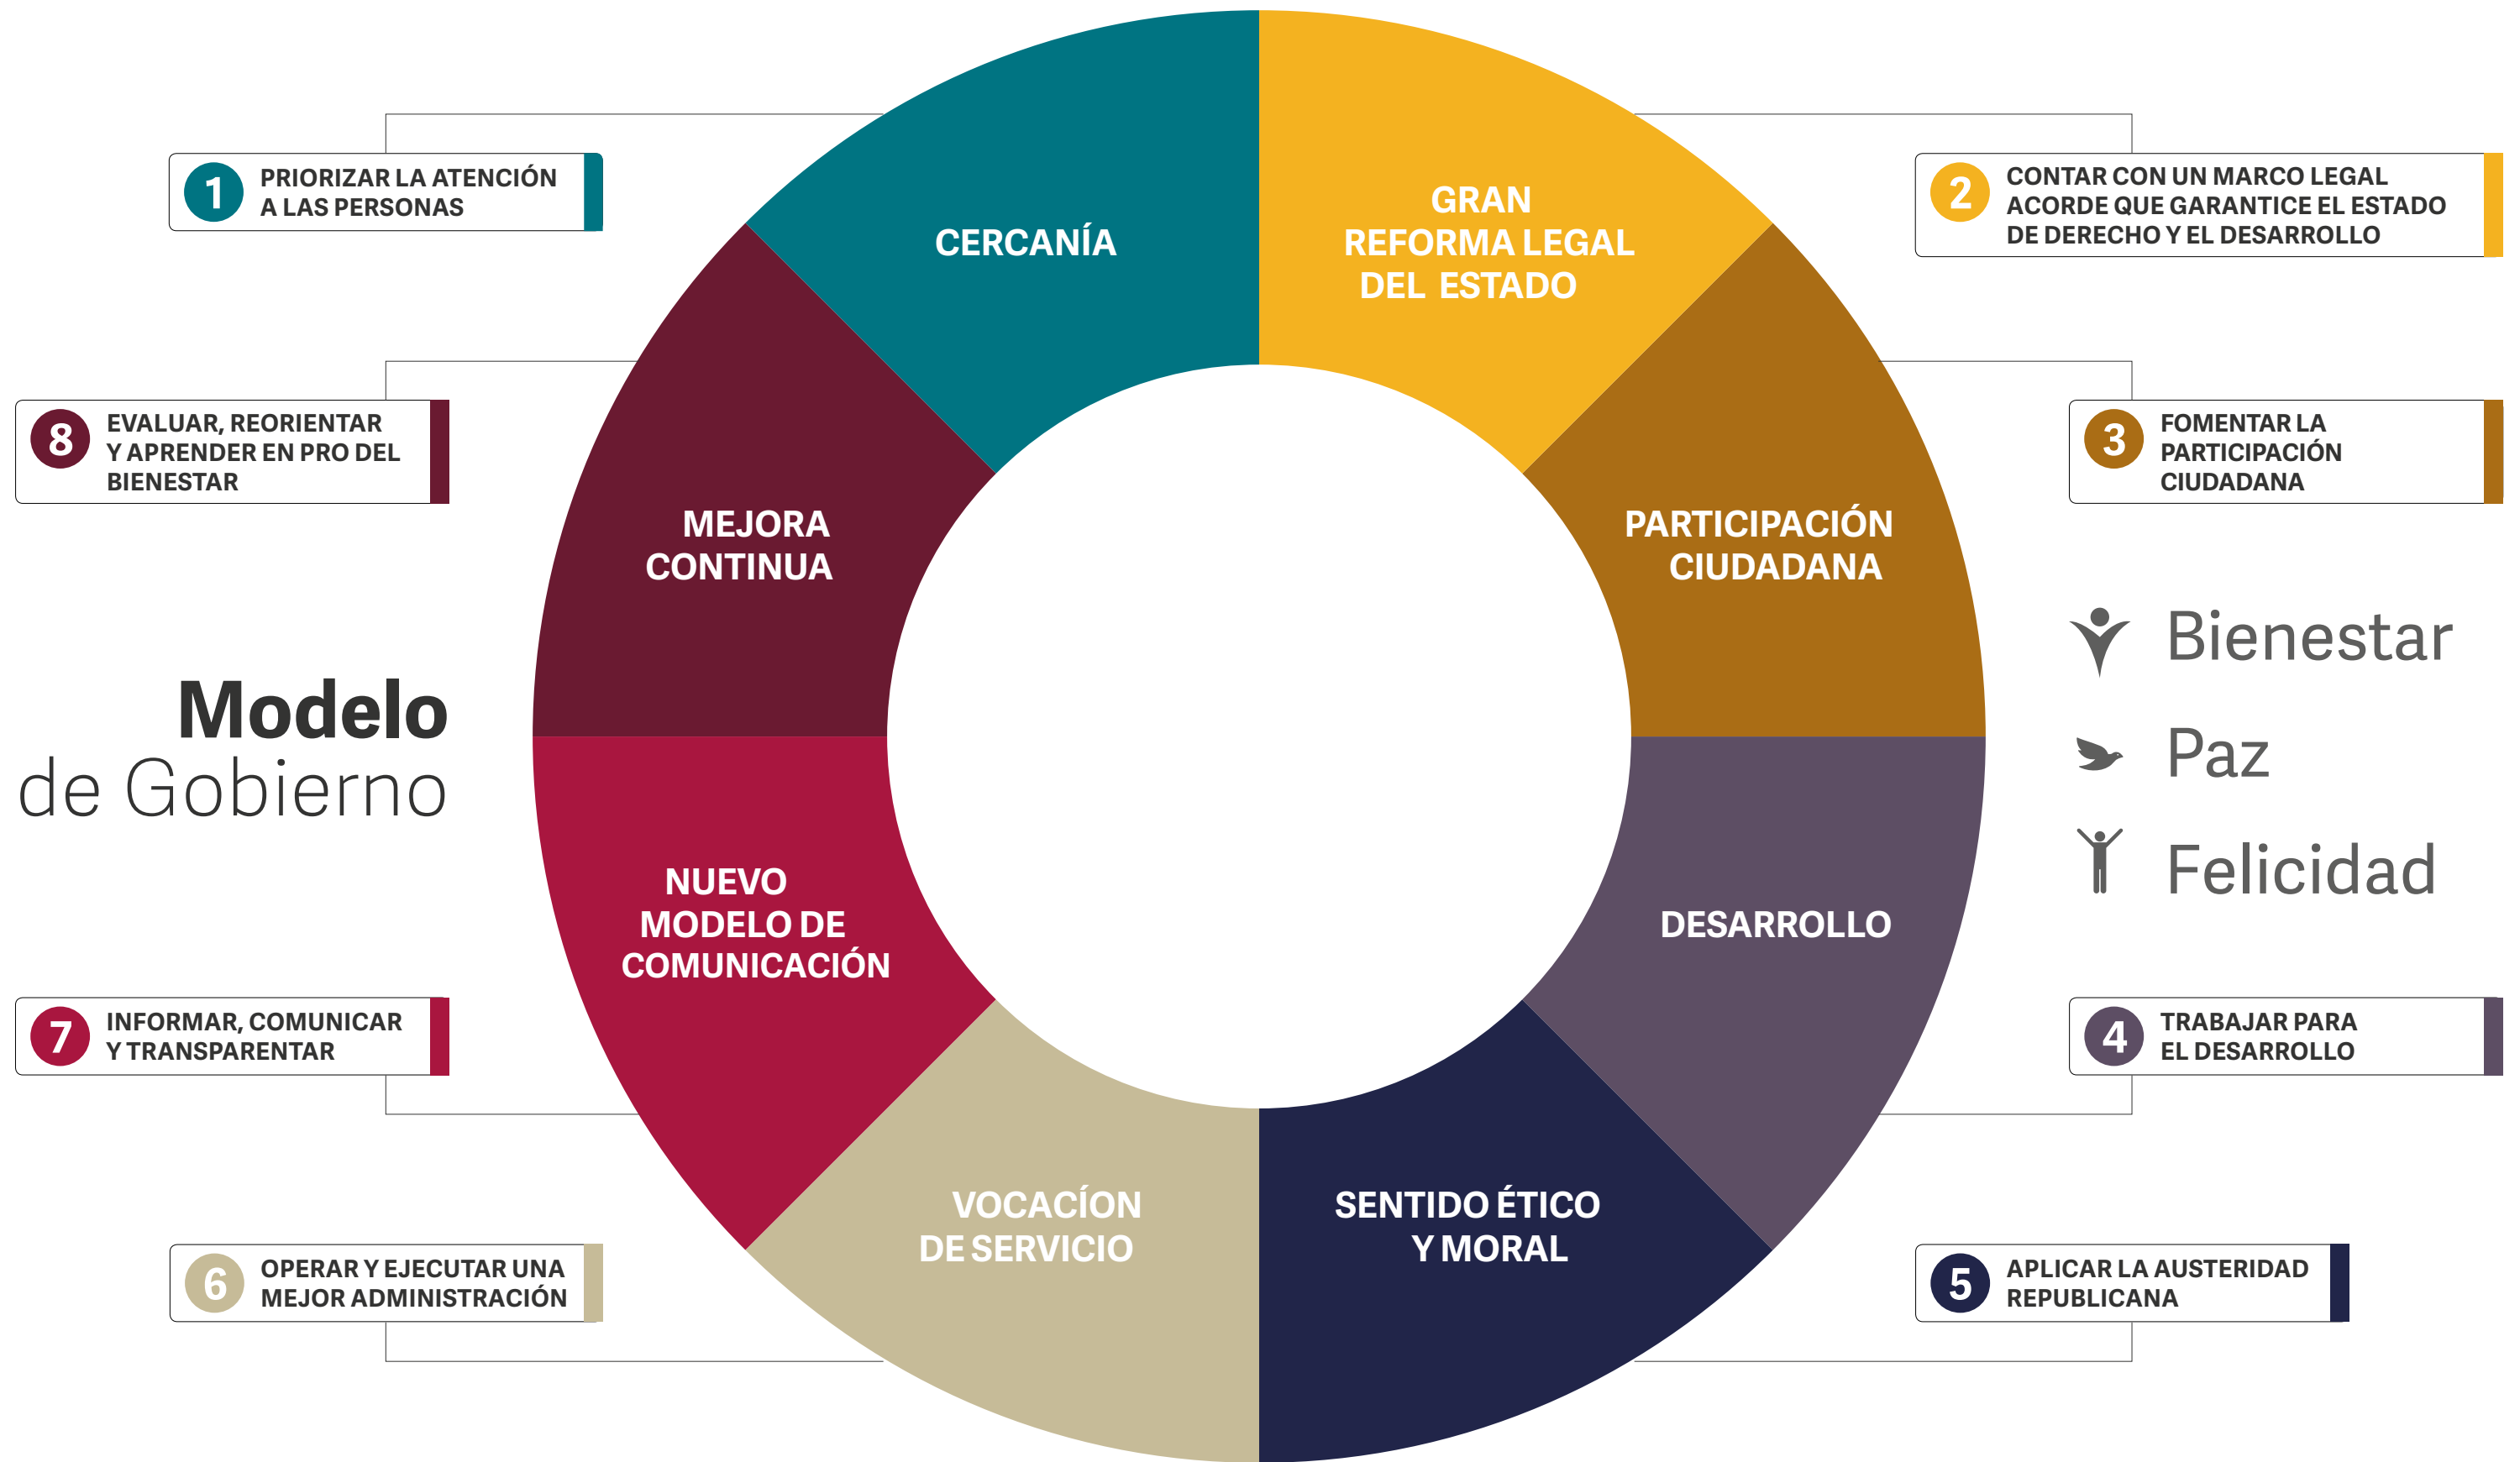 Modelo
de Gobierno
1
PRIORIZAR LA ATENCIÓN
A LAS PERSONAS
CERCANÍA
2
CONTAR CON UN MARCO LEGAL
ACORDE QUE GARANTICE EL ESTADO
DE DERECHO Y EL DESARROLLO
GRAN
REFORMA LEGAL
DEL ESTADO
3
FOMENTAR LA
PARTICIPACIÓN
CIUDADANA
PARTICIPACIÓN
CIUDADANA
4
TRABAJAR PARA
EL DESARROLLO
DESARROLLO
5
APLICAR LA AUSTERIDAD
REPUBLICANA
SENTIDO ÉTICO
Y MORAL
6
OPERAR Y EJECUTAR UNA
MEJOR ADMINISTRACIÓN
VOCACÍON
DE SERVICIO
7
INFORMAR, COMUNICAR
Y TRANSPARENTAR
NUEVO
MODELO DE
COMUNICACIÓN
8
EVALUAR, REORIENTAR
Y APRENDER EN PRO DEL
BIENESTAR
MEJORA
CONTINUA
Bienestar
Paz
Felicidad